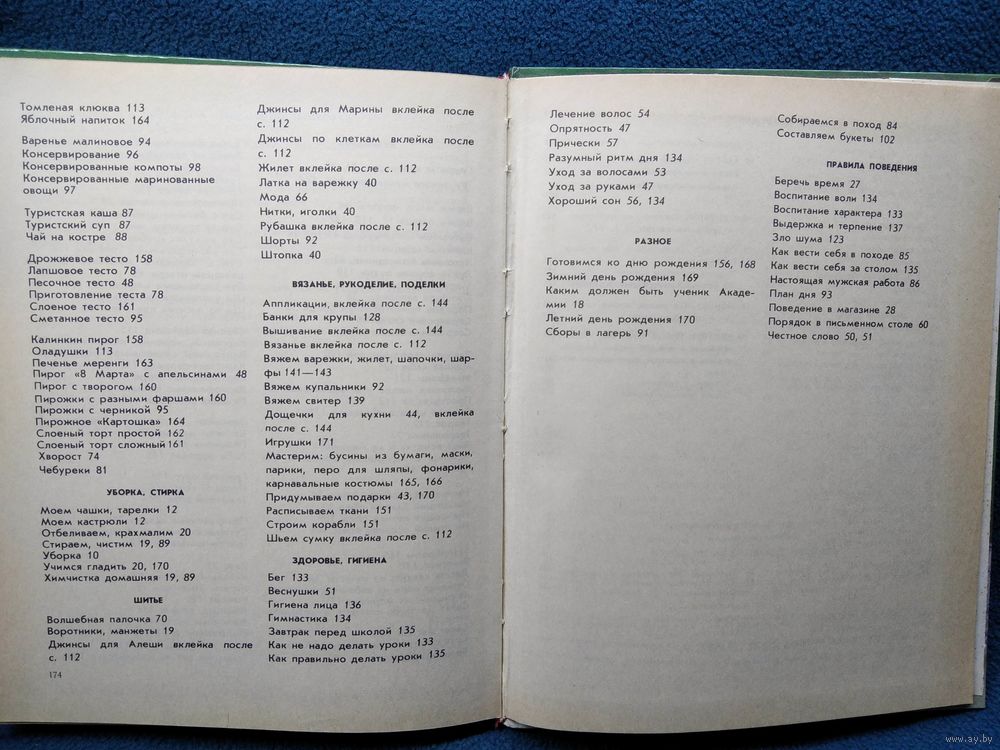 Томленая клюква 113
Яблочный напиток 164
Варенье малиновое 94
Консервирование 96
Консервированные компоты 98
Консервированные маринованные
овощи 97
Туристская каша 87
Туристский суп 87
Чай на костре 88
Дрожжевое тесто 158
Лапшовое тесто 78
Песочное тесто 48
Приготовление теста 78
Слоеное тесто 161
Сметанное тесто 95
Калинкин пирог 158
Оладушки 113
Печенье меренги 163
Пирог «8 Марта» с апельсинами 48
Пирог с творогом 160
Пирожки с разными фаршами 160
Пирожки с черникой 95
Пирожное «Картошка» 164
Слоеный торт простой 162
Слоеный торт сложный 161
Хворост 74
Чебуреки 81
УБОРКА, СТИРКА
Моем чашки, тарелки 12
Моем кастрюли 12
Отбеливаем, крахмалим 20
Стираем, чистим 19, 89
Уборка 10
Учимся гладить 20, 170
Химчистка домашняя 19, 89
ШИТЬЕ
Волшебная палочка 70
Воротники, манжеты 19
Джинсы для Алеши вклейка после
с. 112
174
Джинсы для Марины вклейка после
с. 112
Джинсы по клеткам вклейка после
с. 112
Жилет вклейка после с. 112
Латка на варежку 40
Мода 66
Нитки, иголки 40
Рубашка вклейка после с. 112
Шорты 92
Штопка 40
ВЯЗАНЬЕ, РУКОДЕЛИЕ, ПОДЕЛКИ
Аппликации, вклейка после с. 144
Банки для крупы 128
Вышивание вклейка после с. 144
Вязанье вклейка после с. 112
Вяжем варежки, жилет, шапочки, шар-
фы 141—143
Вяжем купальники 92
Вяжем свитер 139
Дощечки для кухни 44, вклейка
после с. 144
Игрушки 171
Мастерим: бусины из бумаги, маски,
парики, перо для шляпы, фонарики,
карнавальные костюмы 165, 166
Придумываем подарки 43, 170
Расписываем ткани 151
Строим корабли 151
Шьем сумку вклейка после с. 112
ЗДОРОВЬЕ, ГИГИЕНА
Бег 133
Веснушки 51
Гигиена лица 136
Гимнастика 134
Завтрак перед школой 135
Как не надо делать уроки 133
Как правильно делать уроки 135
Лечение волос 54
Опрятность 47
Прически 57
Разумный ритм дня 134
Уход за волосами 53
Уход за руками 47
Хороший сон 56, 134
РАЗНОЕ
Готовимся ко дню рождения 156, 168
Зимний день рождения 169
Каким должен быть ученик Акаде-
мии 18
Летний день рождения 170
Сборы в лагерь 91
Собираемся в поход 84
Составляем букеты 102
ПРАВИЛА ПОВЕДЕНИЯ
Беречь время 27
Воспитание воли 134
Воспитание характера 133
Выдержка и терпение 137
Зло шума 123
Как вести себя в походе 85
Как вести себя за столом 135
Настоящая мужская работа 86
План дня 93
Поведение в магазине 28
Порядок в письменном столе 60
Честное слово 50, 51
www.ay.by